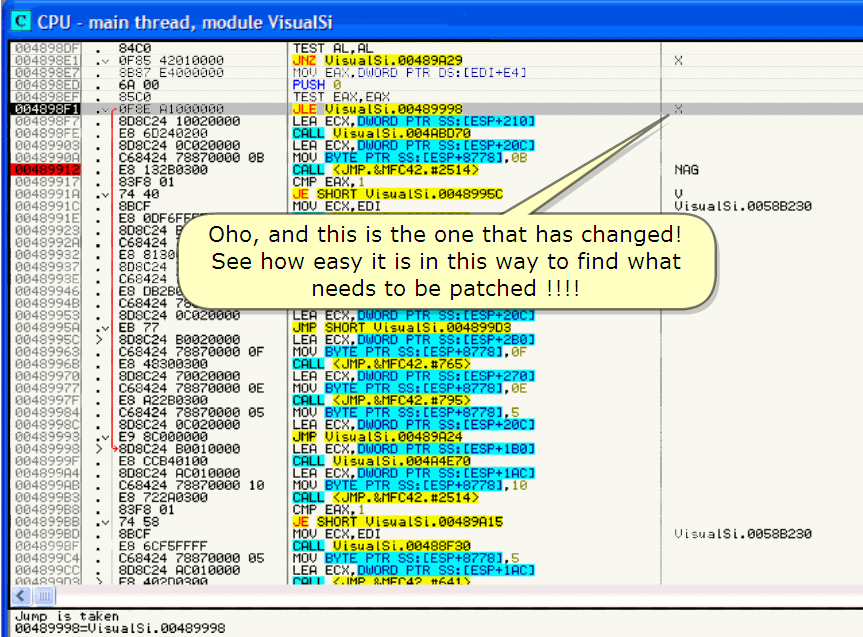 C CPU - main thread, module VisualSi
004898DF . 84C0 TEST AL,AL
004898E1 .v 0F85 42010000 JNZ VisualSi.00489A29 X
004898E7 . 8B87 E4000000 MOV EAX,DWORD PTR DS:[EDI+E4]
004898ED . 6A 00 PUSH 0
004898EF . 85C0 TEST EAX,EAX
004898F1 .v 0F8E A1000000 JLE VisualSi.00489998 X
004898F7 . 8D8C24 10020000 LEA ECX,DWORD PTR SS:[ESP+210]
004898FE . E8 6D240200 CALL VisualSi.004ABD70
00489903 . 8D8C24 0C020000 LEA ECX,DWORD PTR SS:[ESP+20C]
0048990A . C68424 78870000 0B MOV BYTE PTR SS:[ESP+8778],0B
00489912 . E8 132B0300 CALL <JMP.&MFC42.#2514> NAG
00489917 . 83F8 01 CMP EAX,1
0048991A .v 74 40 JE SHORT VisualSi.0048995C V
0048991C . 8BCF MOV ECX,EDI VisualSi.0058B230
0048991E . E8 0DF6FF
00489923 . 8D8C24
0048992A . C68424
00489932 . E8 8130
00489937 . 8D8C24
0048993E . C68424
00489946 . E8 DB2B0
0048994B . C68424 78
00489953 . 8D8C24 0C020000 LEA ECX,DWORD PTR SS:[ESP+20C]
0048995A .v EB 77 JMP SHORT VisualSi.004899D3
0048995C > 8D8C24 B0020000 LEA ECX,DWORD PTR SS:[ESP+2B0]
00489963 . C68424 78870000 0F MOV BYTE PTR SS:[ESP+8778],0F
0048996B . E8 48300300 CALL <JMP.&MFC42.#765>
00489970 . 8D8C24 70020000 LEA ECX,DWORD PTR SS:[ESP+270]
00489977 . C68424 78870000 0E MOV BYTE PTR SS:[ESP+8778],0E
0048997F . E8 A22B0300 CALL <JMP.&MFC42.#795>
00489984 . C68424 78870000 05 MOV BYTE PTR SS:[ESP+8778],5
0048998C . 8D8C24 0C020000 LEA ECX,DWORD PTR SS:[ESP+20C]
00489993 .v E9 8C000000 JMP VisualSi.00489A24
00489998 > 8D8C24 B0010000 LEA ECX,DWORD PTR SS:[ESP+1B0]
0048999F . E8 CCB40100 CALL VisualSi.004A4E70
004899A4 . 8D8C24 AC010000 LEA ECX,DWORD PTR SS:[ESP+1AC]
004899AB . C68424 78870000 10 MOV BYTE PTR SS:[ESP+8778],10
004899B3 . E8 722A0300 CALL <JMP.&MFC42.#2514>
004899B8 . 83F8 01 CMP EAX,1
004899BB .v 74 58 JE SHORT VisualSi.00489A15
004899BD . 8BCF MOV ECX,EDI VisualSi.0058B230
004899BF . E8 6CF5FFFF CALL VisualSi.00488F30
004899C4 . C68424 78870000 05 MOV BYTE PTR SS:[ESP+8778],5
004899CC . 8D8C24 AC010000 LEA ECX,DWORD PTR SS:[ESP+1AC]
004899D3 > E8 402D0300 CALL <JMP.&MFC42.#641>
Oho, and this is the one that has changed!
See how easy it is in this way to find what
needs to be patched !!!!
Jump is taken
00489998=VisualSi.00489998